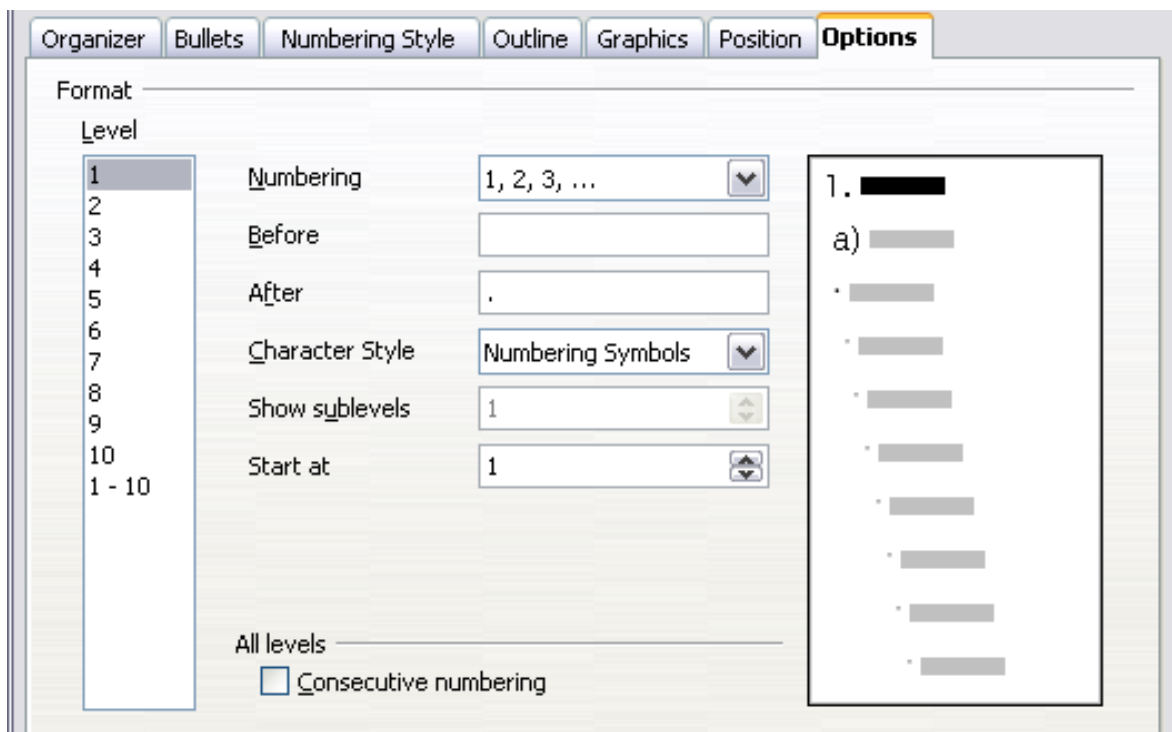 Organizer Bullets Numbering Style Outline Graphics Position Options
Format
Level
1
2
3
4
5
6
7
8
9
10
1 - 10
Numbering 1, 2, 3, ...
Before
After .
Character Style Numbering Symbols
Show sublevels 1
Start at 1
All levels
Consecutive numbering
1.
a)